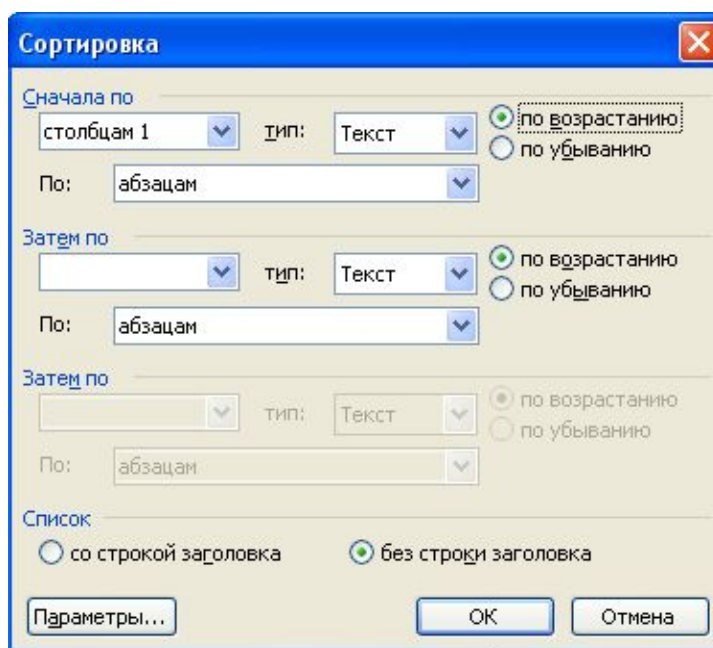 Сортировка
Сначала по
столбцам 1 тип: Текст по возрастанию
по убыванию
По: абзацам
Затем по
тип: Текст по возрастанию
по убыванию
По: абзацам
Затем по
тип: Текст по возрастанию
по убыванию
По: абзацам
Список
со строкой заголовка без строки заголовка
Параметры... ОК Отмена